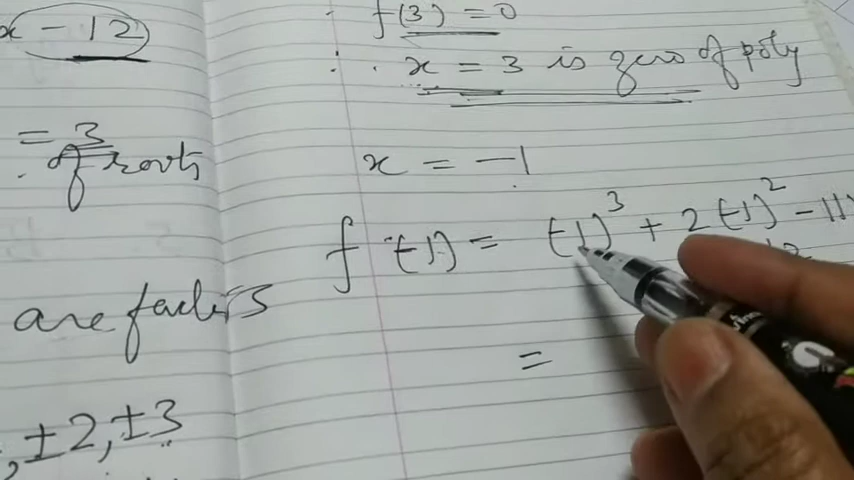 x - 12
f(3) = 0
∴ x = 3 is zero of poly
= 3
of roots
x = -1
f (-1) = (-1)³ + 2 (-1)² - 11
12
are factors
=
, ±2, ±3